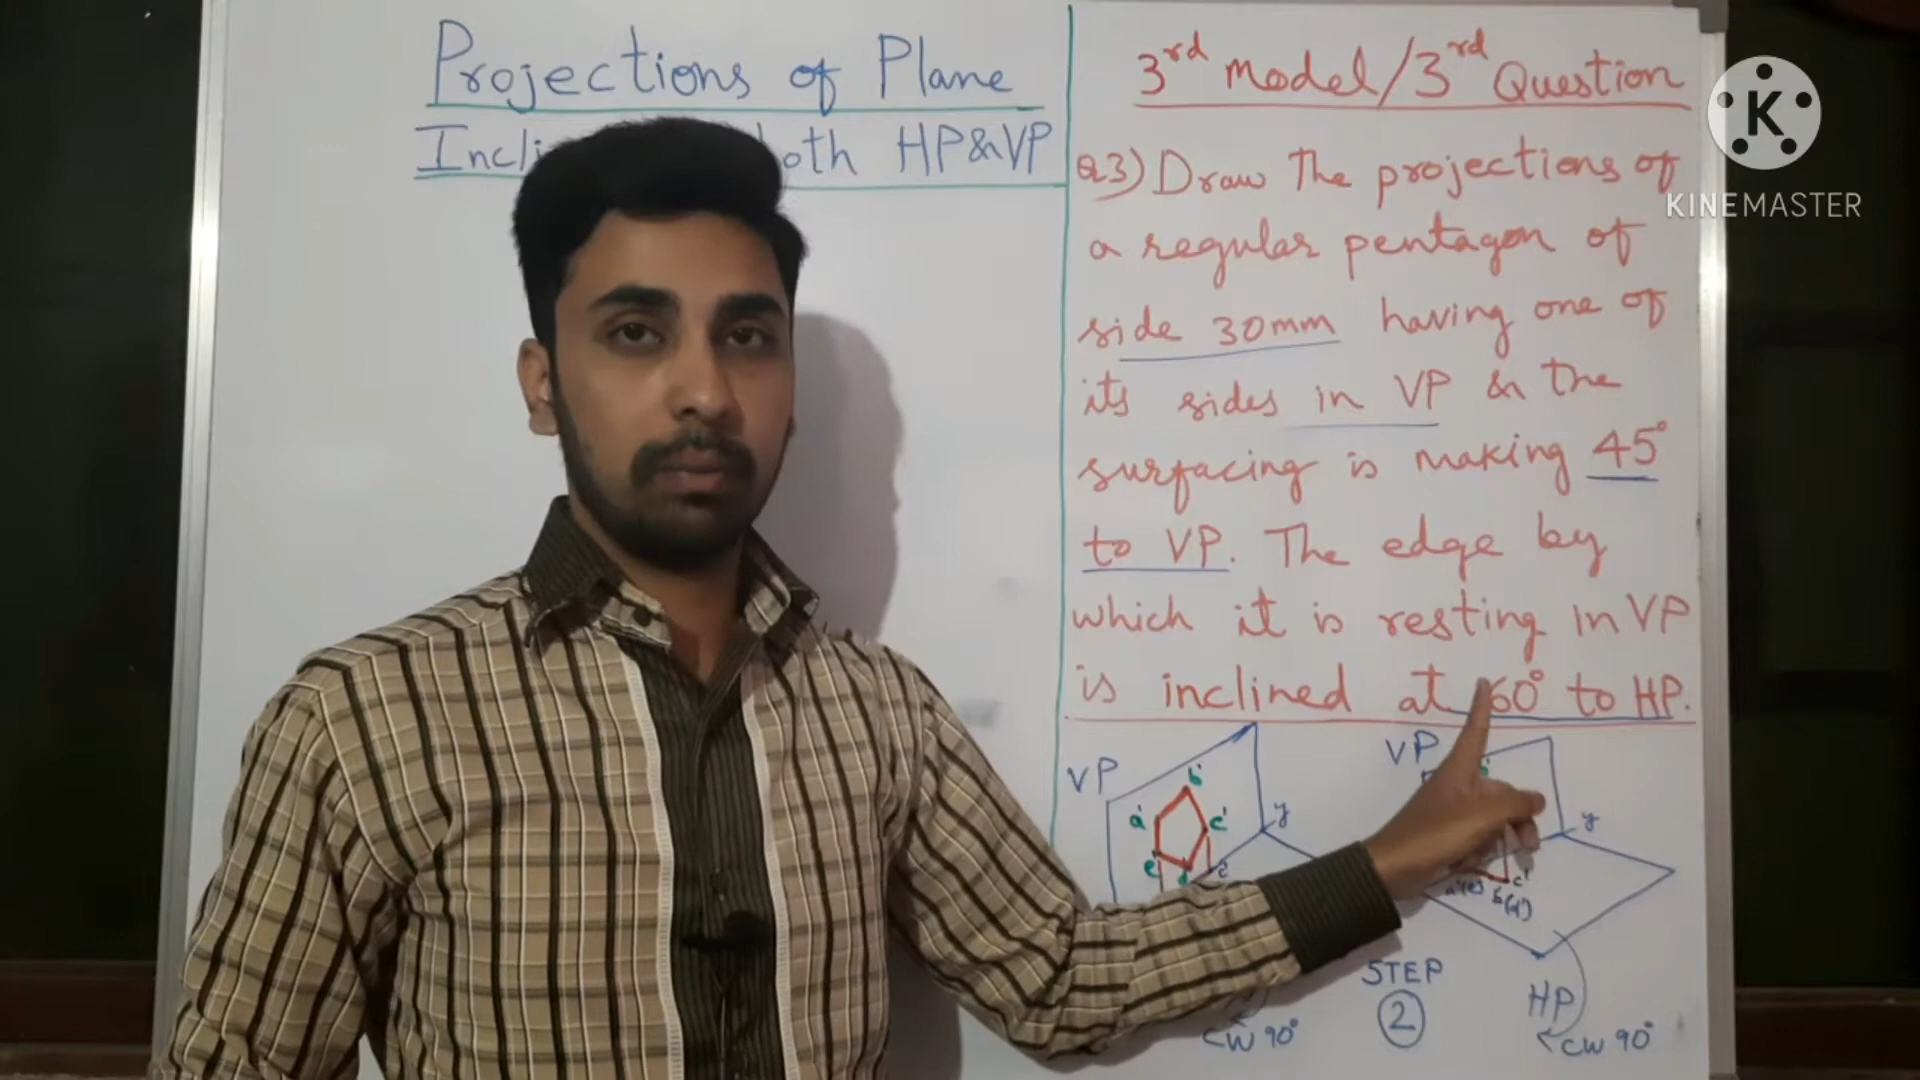 Projections of Plane
Incli oth HP&VP
3rd Model/3rd Question
Q3) Draw The projections of
a regular pentagon of
side 30mm having one of
its sides in VP & the
surfacing is making 45°
to VP. The edge by
which it is resting in VP
is inclined at 60° to HP.
K
KINEMASTER
VP
b'
a'
c'
e'
d'
y
VP
b'
y
c'
b(d')
STEP
2
HP
CW 90°
CW 90°